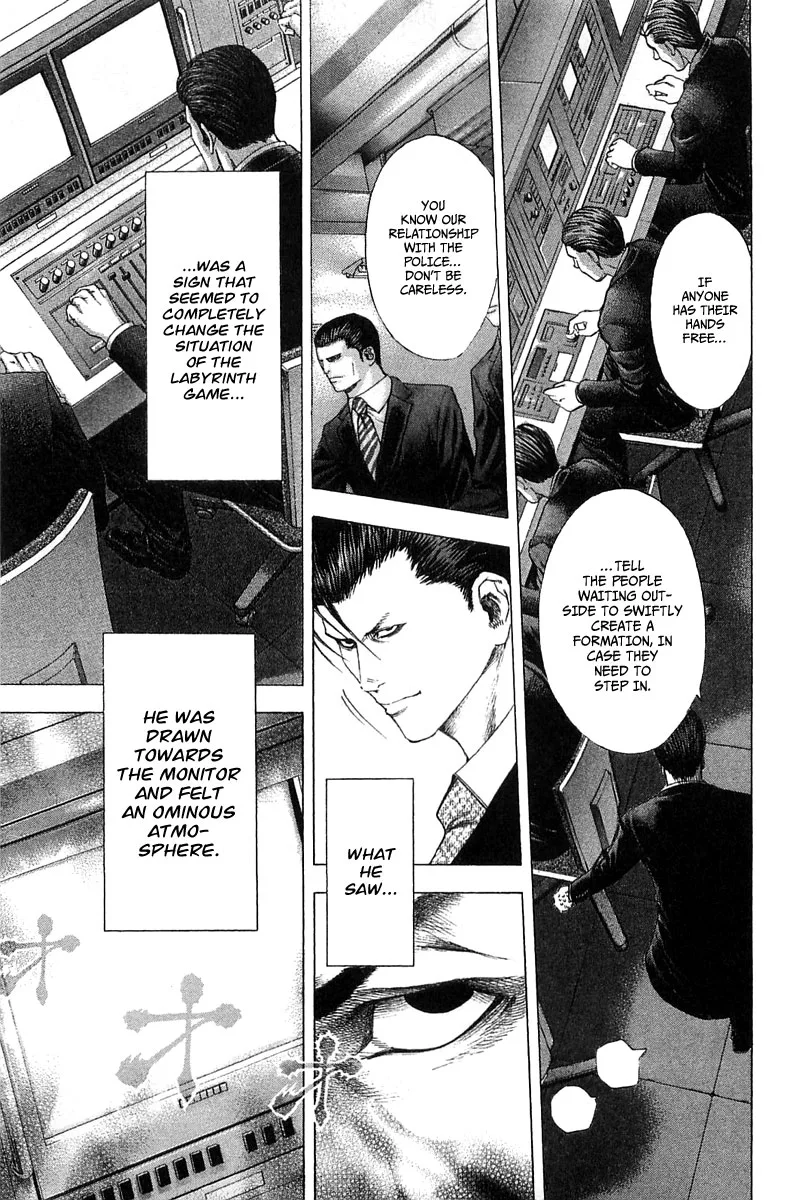 IF
ANYONE
HAS THEIR
HANDS
FREE...
...TELL
THE PEOPLE
WAITING OUT-
SIDE TO SWIFTLY
CREATE A
FORMATION, IN
CASE THEY
NEED TO
STEP IN.
YOU
KNOW OUR
RELATIONSHIP
WITH THE
POLICE...
DON'T BE
CARELESS.
WHAT
HE
SAW...
...WAS A
SIGN THAT
SEEMED TO
COMPLETELY
CHANGE THE
SITUATION
OF THE
LABYRINTH
GAME...
HE WAS
DRAWN
TOWARDS
THE MONITOR
AND FELT
AN OMINOUS
ATMO-
SPHERE.